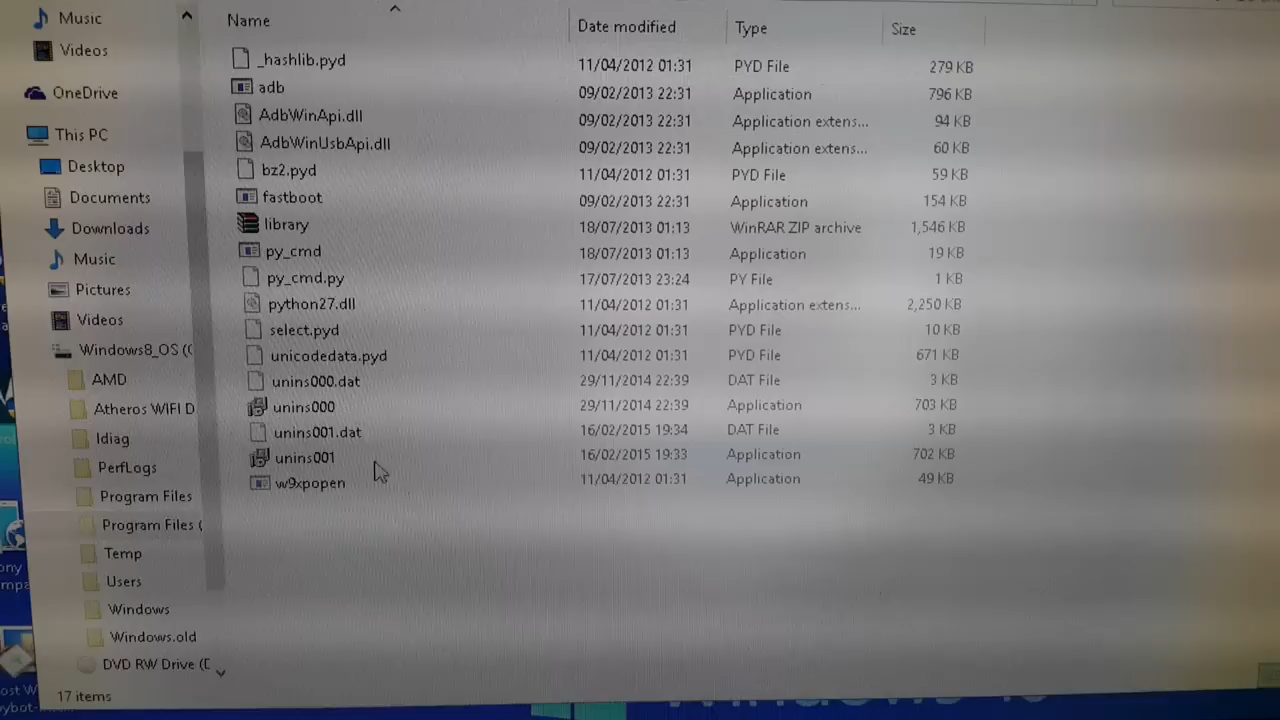 Music
Videos
OneDrive
This PC
Desktop
Documents
Downloads
Music
Pictures
Videos
Windows8_OS (
AMD
Atheros WIFI D
Idiag
PerfLogs
Program Files
Program Files (
Temp
Users
Windows
Windows.old
DVD RW Drive (D
17 items
Name Date modified Type Size
_hashlib.pyd 11/04/2012 01:31 PYD File 279 KB
adb 09/02/2013 22:31 Application 796 KB
AdbWinApi.dll 09/02/2013 22:31 Application extens... 94 KB
AdbWinUsbApi.dll 09/02/2013 22:31 Application extens... 60 KB
bz2.pyd 11/04/2012 01:31 PYD File 59 KB
fastboot 09/02/2013 22:31 Application 154 KB
library 18/07/2013 01:13 WinRAR ZIP archive 1,546 KB
py_cmd 18/07/2013 01:13 Application 19 KB
py_cmd.py 17/07/2013 23:24 PY File 1 KB
python27.dll 11/04/2012 01:31 Application extens... 2,250 KB
select.pyd 11/04/2012 01:31 PYD File 10 KB
unicodedata.pyd 11/04/2012 01:31 PYD File 671 KB
unins000.dat 29/11/2014 22:39 DAT File 3 KB
unins000 29/11/2014 22:39 Application 703 KB
unins001.dat 16/02/2015 19:34 DAT File 3 KB
unins001 16/02/2015 19:33 Application 702 KB
w9xpopen 11/04/2012 01:31 Application 49 KB